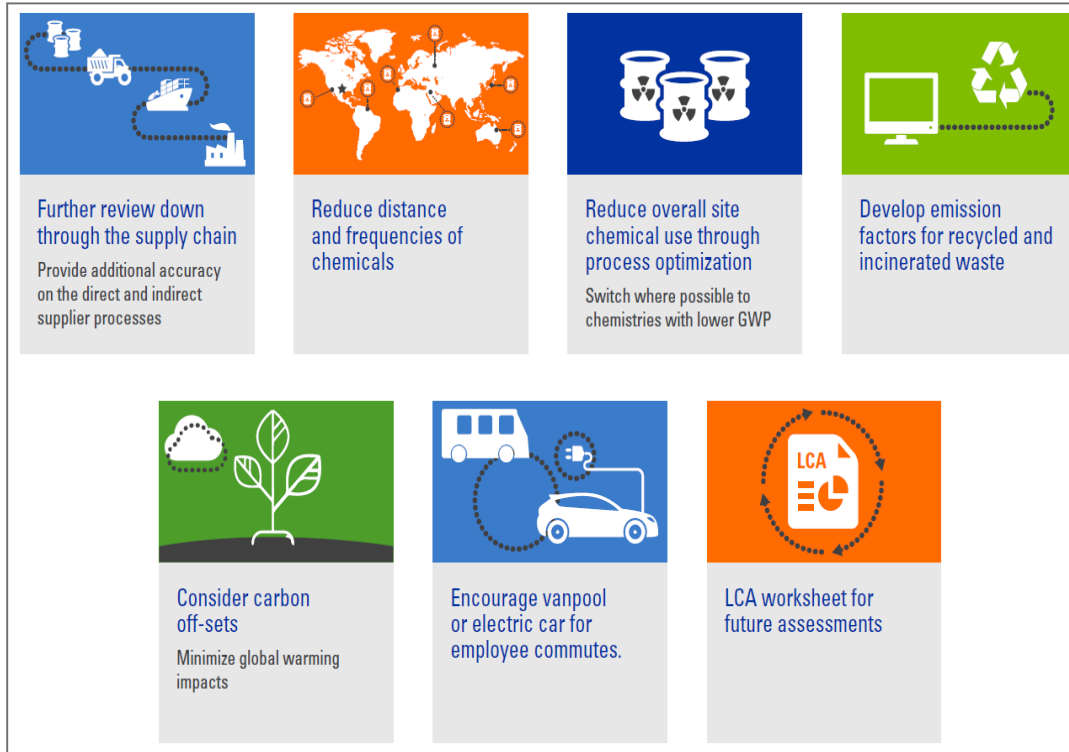 Further review down
through the supply chain
Provide additional accuracy
on the direct and indirect
supplier processes
Reduce distance
and frequencies of
chemicals
Reduce overall site
chemical use through
process optimization
Switch where possible to
chemistries with lower GWP
Develop emission
factors for recycled and
incinerated waste
Consider carbon
off-sets
Minimize global warming
impacts
Encourage vanpool
or electric car for
employee commutes.
LCA
LCA worksheet for
future assessments